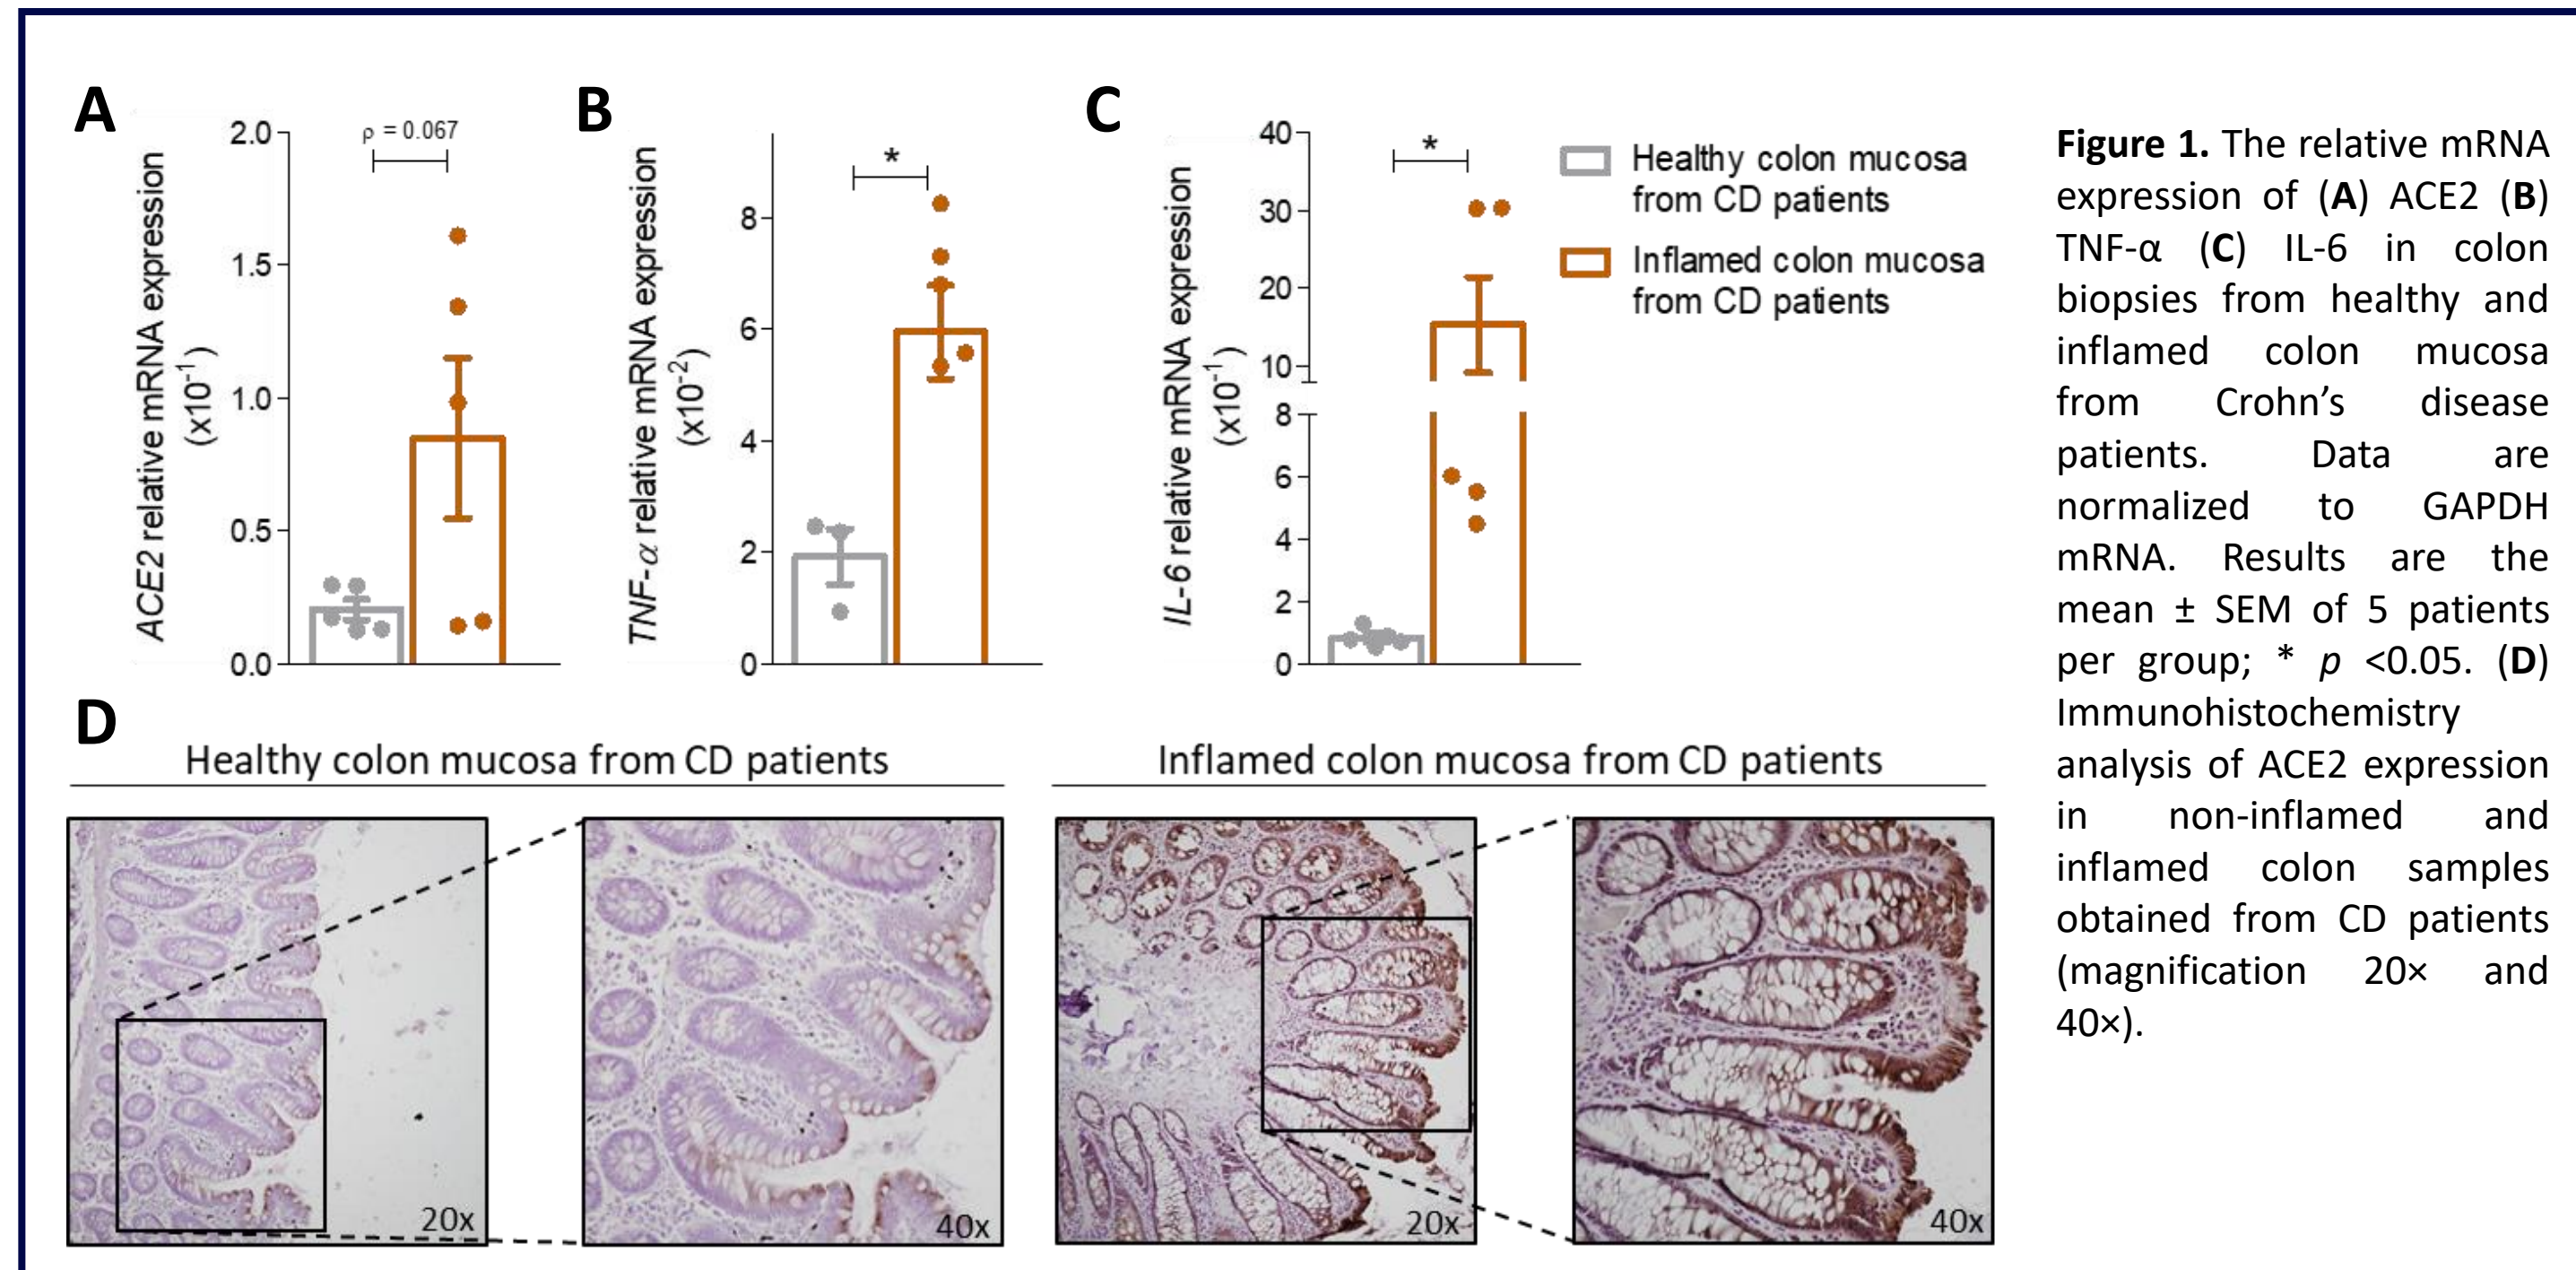 A
ACE2 relative mRNA expression
(x10⁻¹)
2.0
1.5
1.0
0.5
0.0
ρ = 0.067
B
TNF-α relative mRNA expression
(x10⁻²)
8
6
4
2
0
*
C
IL-6 relative mRNA expression
(x10⁻¹)
40
30
20
10
8
6
4
2
0
*
Healthy colon mucosa
from CD patients
Inflamed colon mucosa
from CD patients
D
Healthy colon mucosa from CD patients
20x
40x
Inflamed colon mucosa from CD patients
20x
40x
Figure 1. The relative mRNA
expression of (A) ACE2 (B)
TNF-α (C) IL-6 in colon
biopsies from healthy and
inflamed colon mucosa
from Crohn’s disease
patients. Data are
normalized to GAPDH
mRNA. Results are the
mean ± SEM of 5 patients
per group; * p <0.05. (D)
Immunohistochemistry
analysis of ACE2 expression
in non-inflamed and
inflamed colon samples
obtained from CD patients
(magnification 20× and
40×).